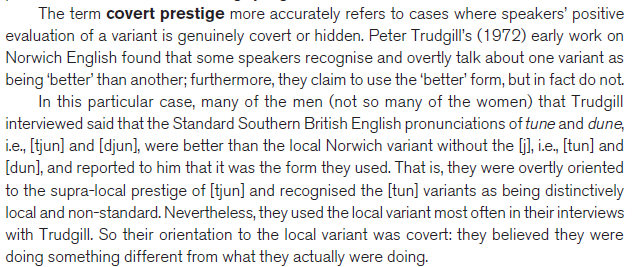 The term covert prestige more accurately refers to cases where speakers’ positive
evaluation of a variant is genuinely covert or hidden. Peter Trudgill’s (1972) early work on
Norwich English found that some speakers recognise and overtly talk about one variant as
being ‘better’ than another; furthermore, they claim to use the ‘better’ form, but in fact do not.
In this particular case, many of the men (not so many of the women) that Trudgill
interviewed said that the Standard Southern British English pronunciations of tune and dune,
i.e., [tjun] and [djun], were better than the local Norwich variant without the [j], i.e., [tun] and
[dun], and reported to him that it was the form they used. That is, they were overtly oriented
to the supra-local prestige of [tjun] and recognised the [tun] variants as being distinctively
local and non-standard. Nevertheless, they used the local variant most often in their interviews
with Trudgill. So their orientation to the local variant was covert: they believed they were
doing something different from what they actually were doing.